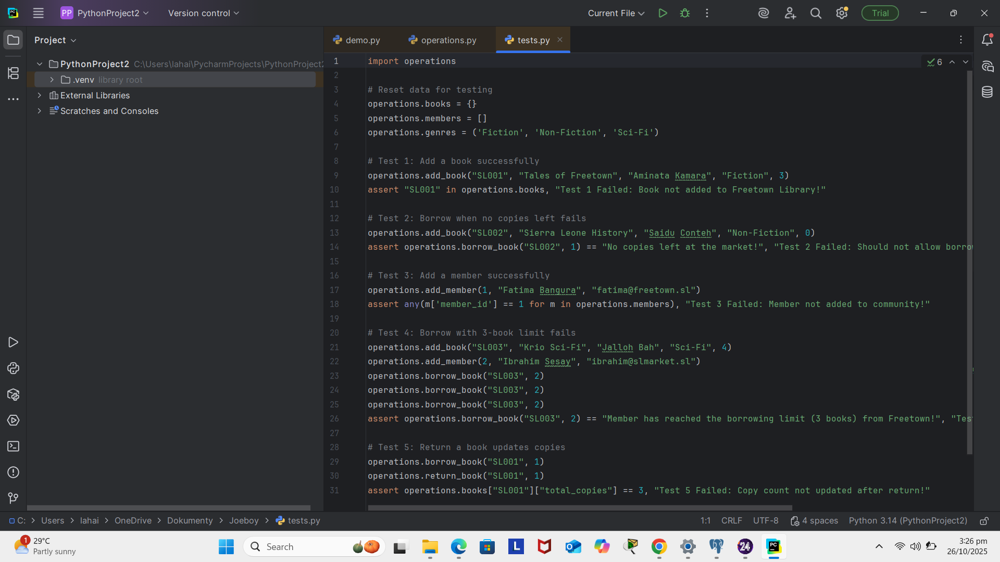 PP PythonProject2
Version control
Current File
Trial
Project
demo.py
operations.py
tests.py
PythonProject2 C:\Users\lahai\PycharmProjects\PythonProject2
.venv library root
External Libraries
Scratches and Consoles
6
1 import operations
2
3 # Reset data for testing
4 operations.books = {}
5 operations.members = []
6 operations.genres = ('Fiction', 'Non-Fiction', 'Sci-Fi')
7
8 # Test 1: Add a book successfully
9 operations.add_book("SL001", "Tales of Freetown", "Aminata Kamara", "Fiction", 3)
10 assert "SL001" in operations.books, "Test 1 Failed: Book not added to Freetown Library!"
11
12 # Test 2: Borrow when no copies left fails
13 operations.add_book("SL002", "Sierra Leone History", "Saidu Conteh", "Non-Fiction", 0)
14 assert operations.borrow_book("SL002", 1) == "No copies left at the market!", "Test 2 Failed: Should not allow borro
15
16 # Test 3: Add a member successfully
17 operations.add_member(1, "Fatima Bangura", "fatima@freetown.sl")
18 assert any(m['member_id'] == 1 for m in operations.members), "Test 3 Failed: Member not added to community!"
19
20 # Test 4: Borrow with 3-book limit fails
21 operations.add_book("SL003", "Krio Sci-Fi", "Jalloh Bah", "Sci-Fi", 4)
22 operations.add_member(2, "Ibrahim Sesay", "ibrahim@slmarket.sl")
23 operations.borrow_book("SL003", 2)
24 operations.borrow_book("SL003", 2)
25 operations.borrow_book("SL003", 2)
26 assert operations.borrow_book("SL003", 2) == "Member has reached the borrowing limit (3 books) from Freetown!", "Tes
27
28 # Test 5: Return a book updates copies
29 operations.borrow_book("SL001", 1)
30 operations.return_book("SL001", 1)
31 assert operations.books["SL001"]["total_copies"] == 3, "Test 5 Failed: Copy count not updated after return!"
C: > Users > lahai > OneDrive > Dokumenty > Joeboy > tests.py
1:1 CRLF UTF-8 4 spaces Python 3.14 (PythonProject2)
1
29°C
Partly sunny
Search
L
24
PC
3:26 pm
26/10/2025